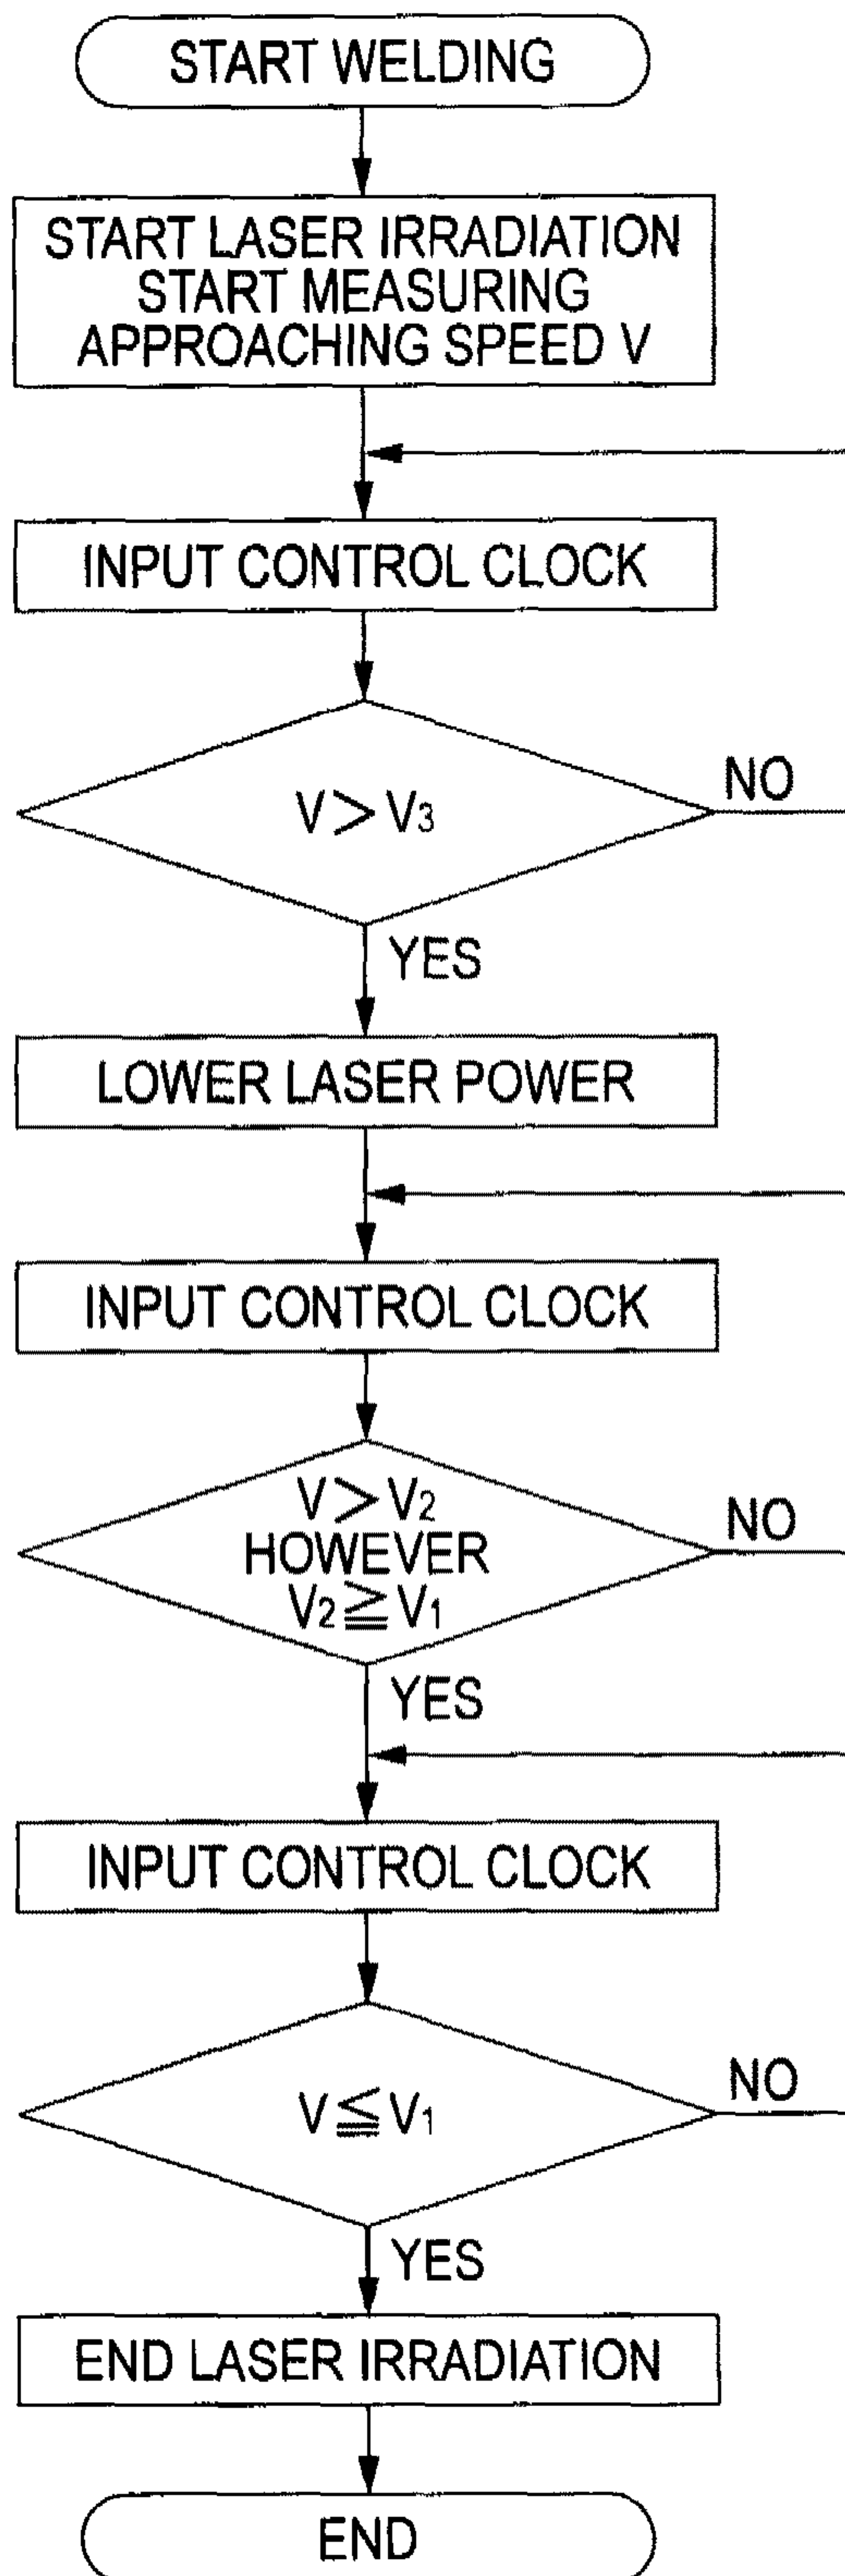 START WELDING
START LASER IRRADIATION
START MEASURING
APPROACHING SPEED V
INPUT CONTROL CLOCK
V>V3
NO
YES
LOWER LASER POWER
INPUT CONTROL CLOCK
V>V2
HOWEVER
V2≧V1
NO
YES
INPUT CONTROL CLOCK
V≦V1
NO
YES
END LASER IRRADIATION
END